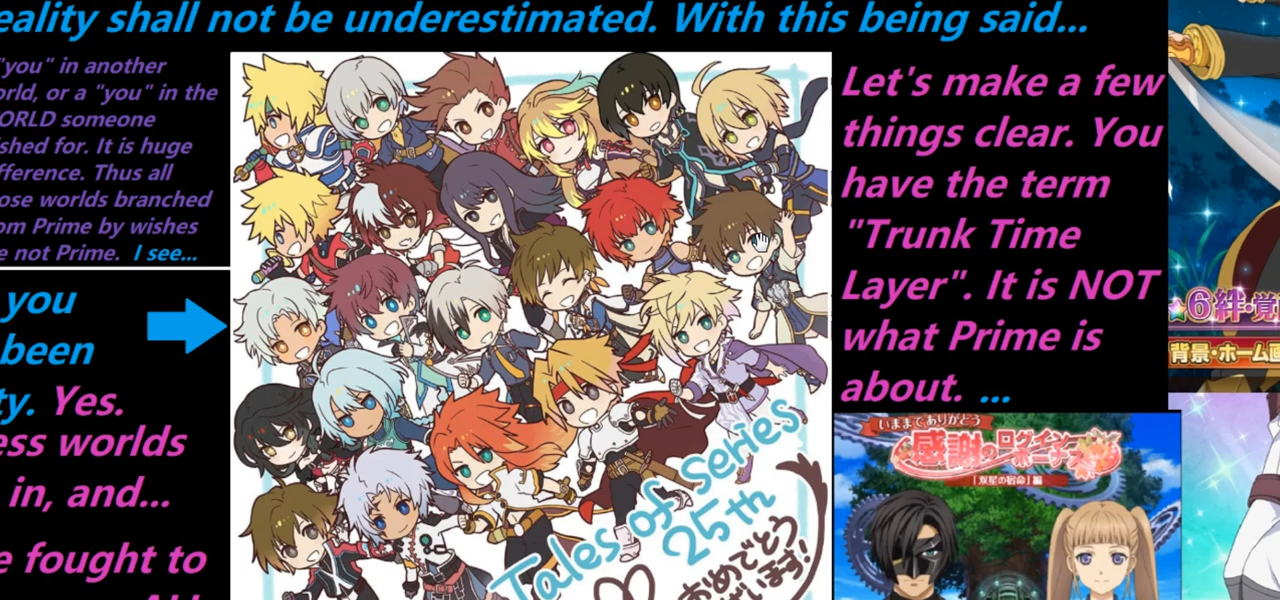 eality shall not be underestimated. With this being said...
"you" in another
orld, or a "you" in the
ORLD someone
shed for. It is huge
fference. Thus all
ose worlds branched
om Prime by wishes
e not Prime. I see...
you
been
ty. Yes.
ess worlds
in, and...
e fought to
Tales of Series
25th
おめでとう
ざいます!
Let's make a few
things clear. You
have the term
"Trunk Time
Layer". It is NOT
what Prime is
about. ...
いままでありがとう
感謝のログインボーナス
「双星の宿命」編
★6絆・覚
背景・ホーム画